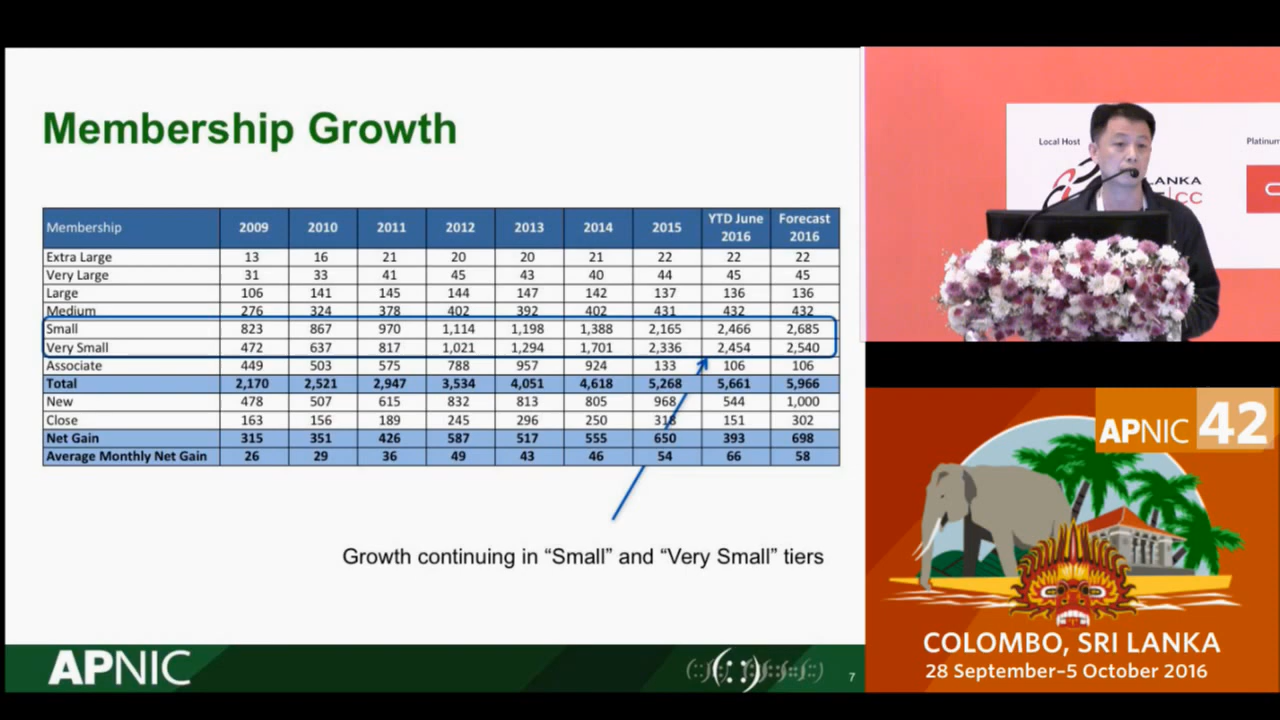 Membership Growth
Membership 2009 2010 2011 2012 2013 2014 2015 YTD June 2016 Forecast 2016
Extra Large 13 16 21 20 20 21 22 22 22
Very Large 31 33 41 45 43 40 44 45 45
Large 106 141 145 144 147 142 137 136 136
Medium 276 324 378 402 392 402 431 432 432
Small 823 867 970 1,114 1,198 1,388 2,165 2,466 2,685
Very Small 472 637 817 1,021 1,294 1,701 2,336 2,454 2,540
Associate 449 503 575 788 957 924 133 106 106
Total 2,170 2,521 2,947 3,534 4,051 4,618 5,268 5,661 5,966
New 478 507 615 832 813 805 968 544 1,000
Close 163 156 189 245 296 250 318 151 302
Net Gain 315 351 426 587 517 555 650 393 698
Average Monthly Net Gain 26 29 36 49 43 46 54 66 58
Growth continuing in “Small” and “Very Small” tiers
APNIC
7
Local Host
Platinum
LANKA
CC
APNIC 42
COLOMBO, SRI LANKA
28 September–5 October 2016